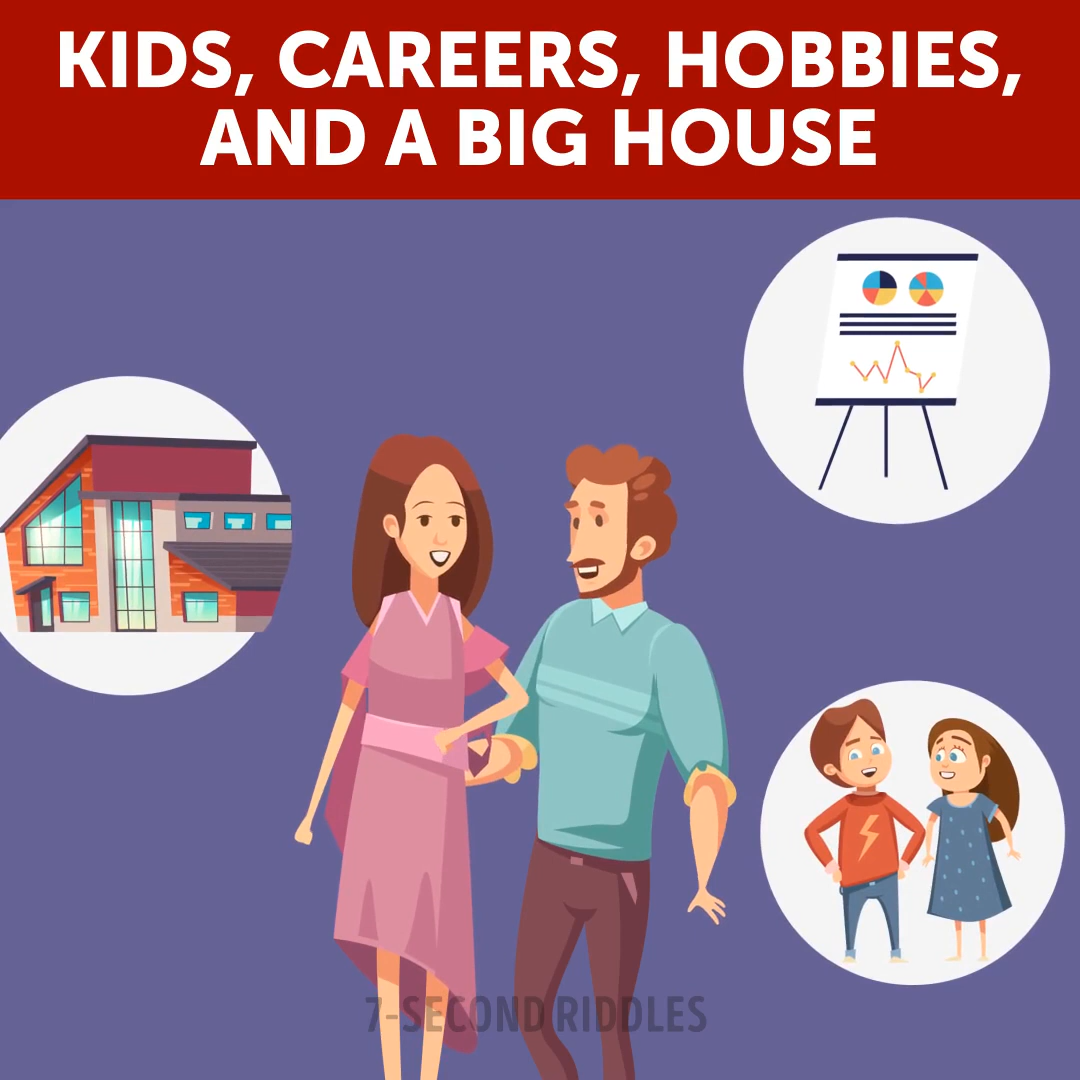 KIDS, CAREERS, HOBBIES,
AND A BIG HOUSE
7-SECOND RIDDLES